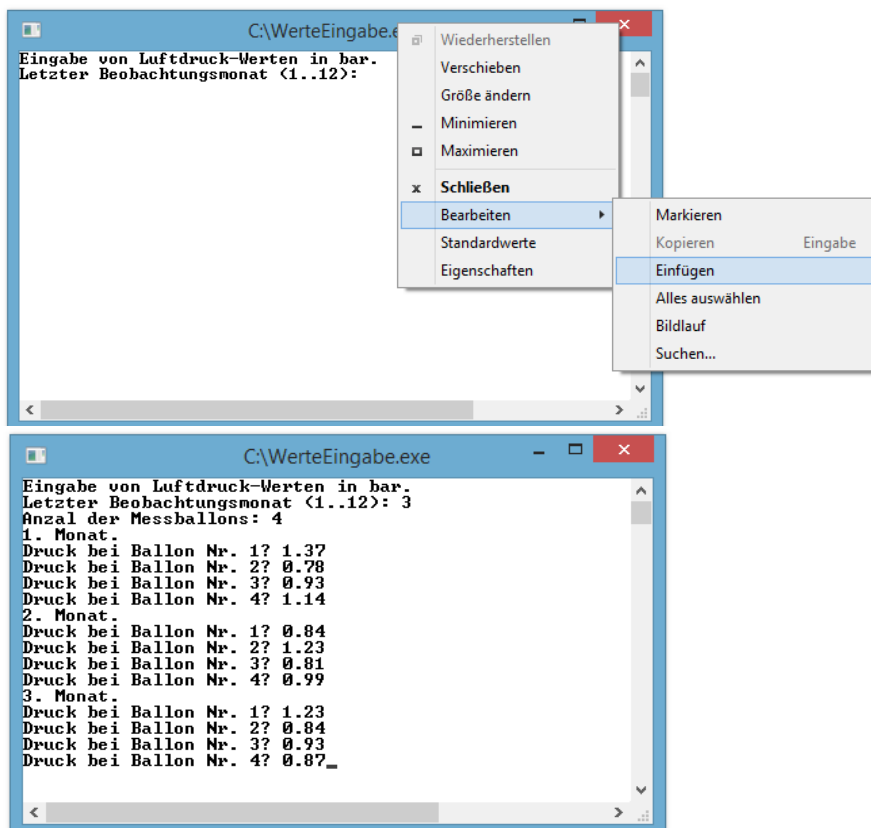 C:\WerteEingabe.e
Eingabe von Luftdruck-Werten in bar.
Letzter Beobachtungsmonat (1..12):
Wiederherstellen
Verschieben
Größe ändern
Minimieren
Maximieren
Schließen
Bearbeiten
Standardwerte
Eigenschaften
Markieren
Kopieren Eingabe
Einfügen
Alles auswählen
Bildlauf
Suchen...
C:\WerteEingabe.exe
Eingabe von Luftdruck-Werten in bar.
Letzter Beobachtungsmonat (1..12): 3
Anzal der Messballons: 4
1. Monat.
Druck bei Ballon Nr. 1? 1.37
Druck bei Ballon Nr. 2? 0.78
Druck bei Ballon Nr. 3? 0.93
Druck bei Ballon Nr. 4? 1.14
2. Monat.
Druck bei Ballon Nr. 1? 0.84
Druck bei Ballon Nr. 2? 1.23
Druck bei Ballon Nr. 3? 0.81
Druck bei Ballon Nr. 4? 0.99
3. Monat.
Druck bei Ballon Nr. 1? 1.23
Druck bei Ballon Nr. 2? 0.84
Druck bei Ballon Nr. 3? 0.93
Druck bei Ballon Nr. 4? 0.87_